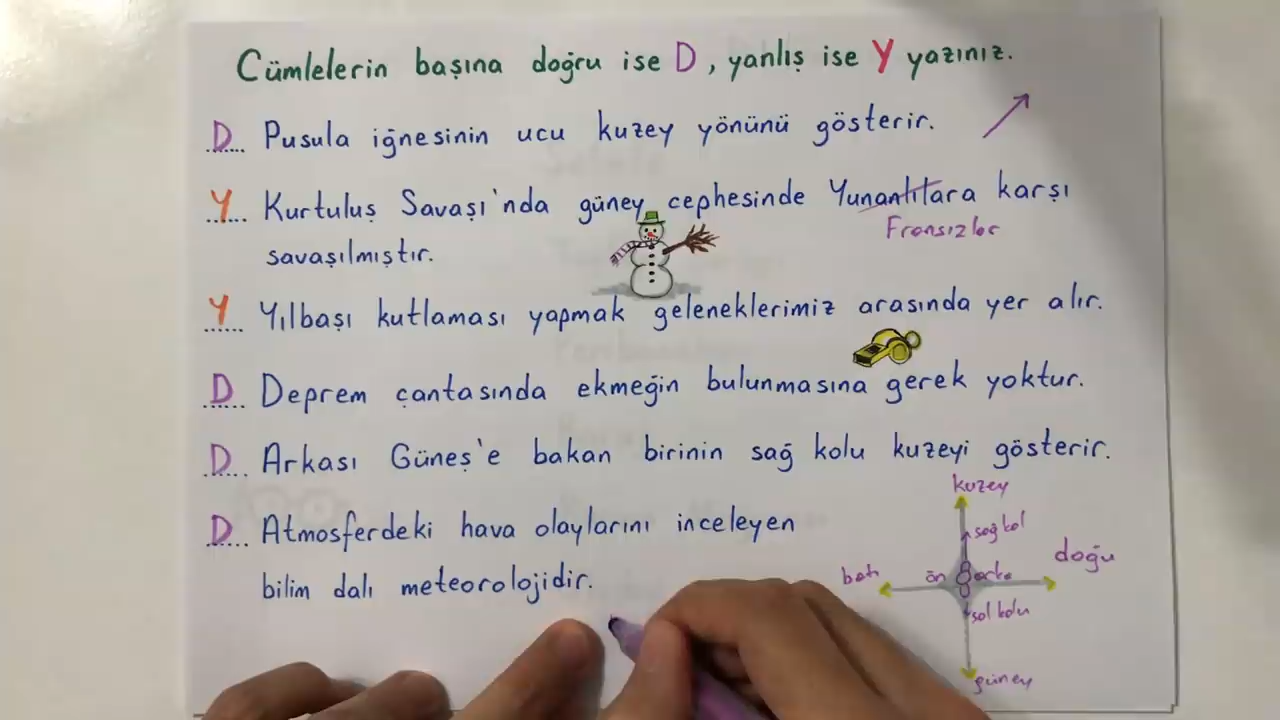 Cümlelerin başına doğru ise D, yanlış ise Y yazınız.
D Pusula iğnesinin ucu kuzey yönünü gösterir.
Y Kurtuluş Savaşı'nda güney cephesinde Yunanlılara karşı
Fransızlar
savaşılmıştır.
Y Yılbaşı kutlaması yapmak geleneklerimiz arasında yer alır.
D Deprem çantasında ekmeğin bulunmasına gerek yoktur.
D Arkası Güneş'e bakan birinin sağ kolu kuzeyi gösterir.
D Atmosferdeki hava olaylarını inceleyen
bilim dalı meteorolojidir.
kuzey
sağ kol
doğu
batı
ön arka
sol kolu
güney